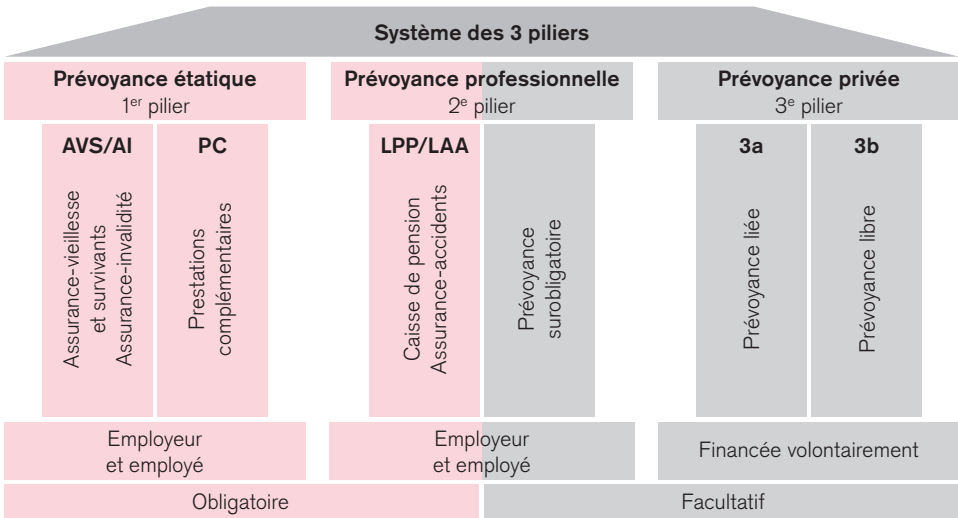 Système des 3 piliers
Prévoyance étatique
1er pilier
Prévoyance professionnelle
2e pilier
Prévoyance privée
3e pilier
AVS/AI
Assurance-vieillesse
et survivants
Assurance-invalidité
PC
Prestations
complémentaires
LPP/LAA
Caisse de pension
Assurance-accidents
Prévoyance
surobligatoire
3a
Prévoyance liée
3b
Prévoyance libre
Employeur
et employé
Employeur
et employé
Financée volontairement
Obligatoire
Facultatif